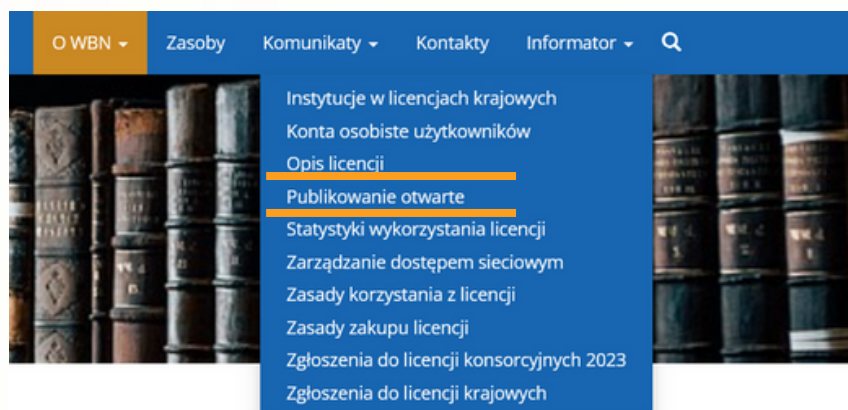 O WBN Zasoby Komunikaty Kontakty Informator
Instytucje w licencjach krajowych
Konta osobiste użytkowników
Opis licencji
Publikowanie otwarte
Statystyki wykorzystania licencji
Zarządzanie dostępem sieciowym
Zasady korzystania z licencji
Zasady zakupu licencji
Zgłoszenia do licencji konsorcyjnych 2023
Zgłoszenia do licencji krajowych